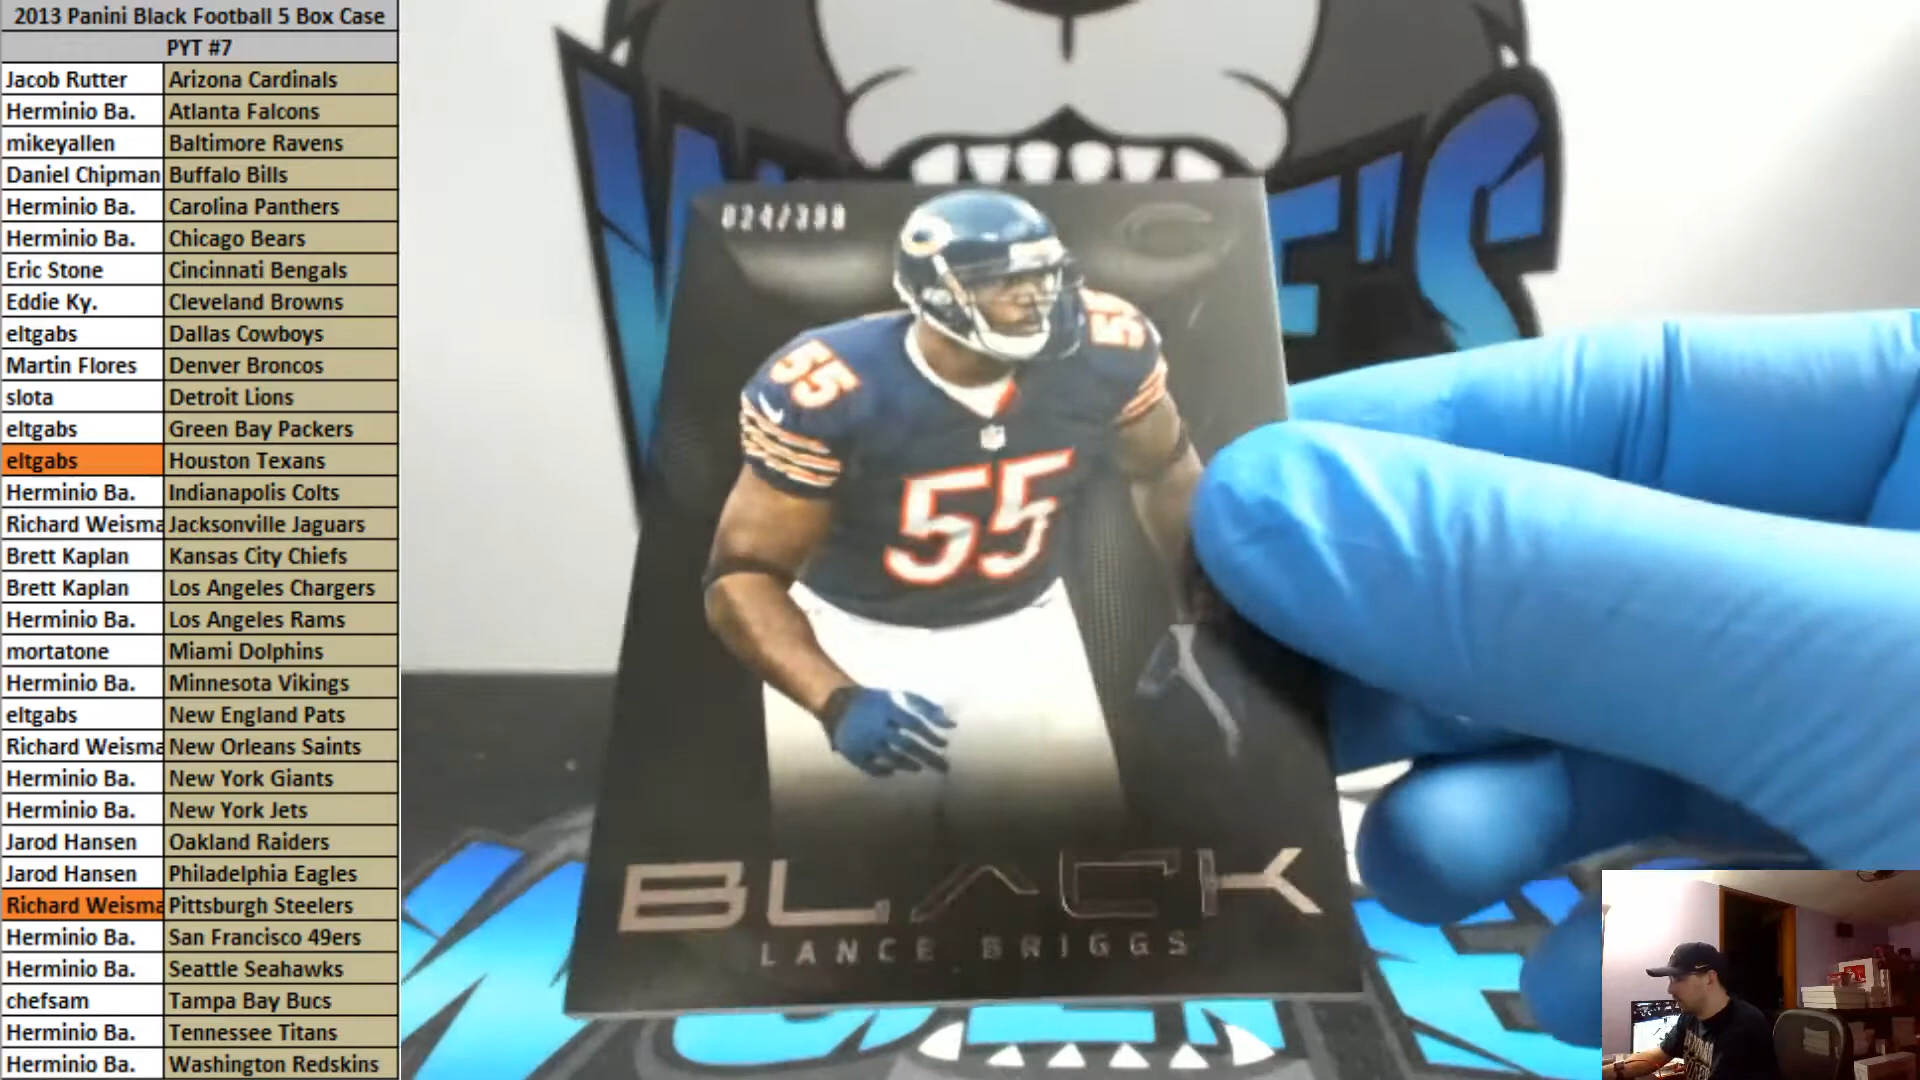 2013 Panini Black Football 5 Box Case
PYT #7
Jacob Rutter Arizona Cardinals
Herminio Ba. Atlanta Falcons
mikeyallen Baltimore Ravens
Daniel Chipman Buffalo Bills
Herminio Ba. Carolina Panthers
Herminio Ba. Chicago Bears
Eric Stone Cincinnati Bengals
Eddie Ky. Cleveland Browns
eltgabs Dallas Cowboys
Martin Flores Denver Broncos
slota Detroit Lions
eltgabs Green Bay Packers
eltgabs Houston Texans
Herminio Ba. Indianapolis Colts
Richard Weisma Jacksonville Jaguars
Brett Kaplan Kansas City Chiefs
Brett Kaplan Los Angeles Chargers
Herminio Ba. Los Angeles Rams
mortatone Miami Dolphins
Herminio Ba. Minnesota Vikings
eltgabs New England Pats
Richard Weisma New Orleans Saints
Herminio Ba. New York Giants
Herminio Ba. New York Jets
Jarod Hansen Oakland Raiders
Jarod Hansen Philadelphia Eagles
Richard Weisma Pittsburgh Steelers
Herminio Ba. San Francisco 49ers
Herminio Ba. Seattle Seahawks
chefsam Tampa Bay Bucs
Herminio Ba. Tennessee Titans
Herminio Ba. Washington Redskins
024/399
55
55
BLACK
LANCE BRIGGS